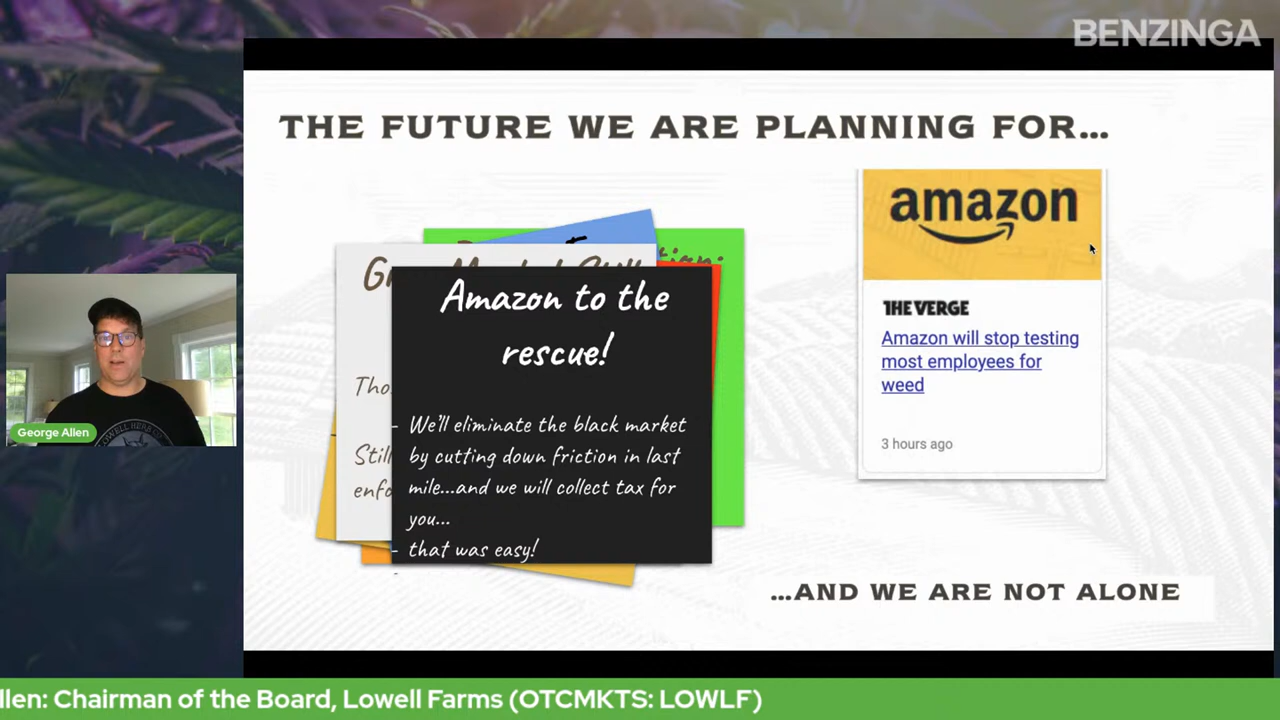 BENZINGA
THE FUTURE WE ARE PLANNING FOR...
Amazon to the
rescue!
- We'll eliminate the black market
by cutting down friction in last
mile...and we will collect tax for
you...
- that was easy!
-
Tho
Still
enfo
amazon
THE VERGE
Amazon will stop testing
most employees for
weed
3 hours ago
...AND WE ARE NOT ALONE
George Allen
llen: Chairman of the Board, Lowell Farms (OTCMKTS: LOWLF)